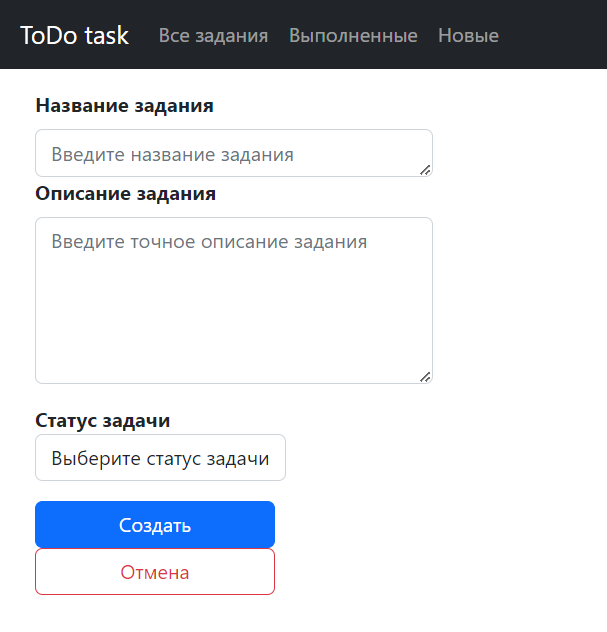 ToDo task Все задания Выполненные Новые
Название задания
Введите название задания
Описание задания
Введите точное описание задания
Статус задачи
Выберите статус задачи
Создать
Отмена